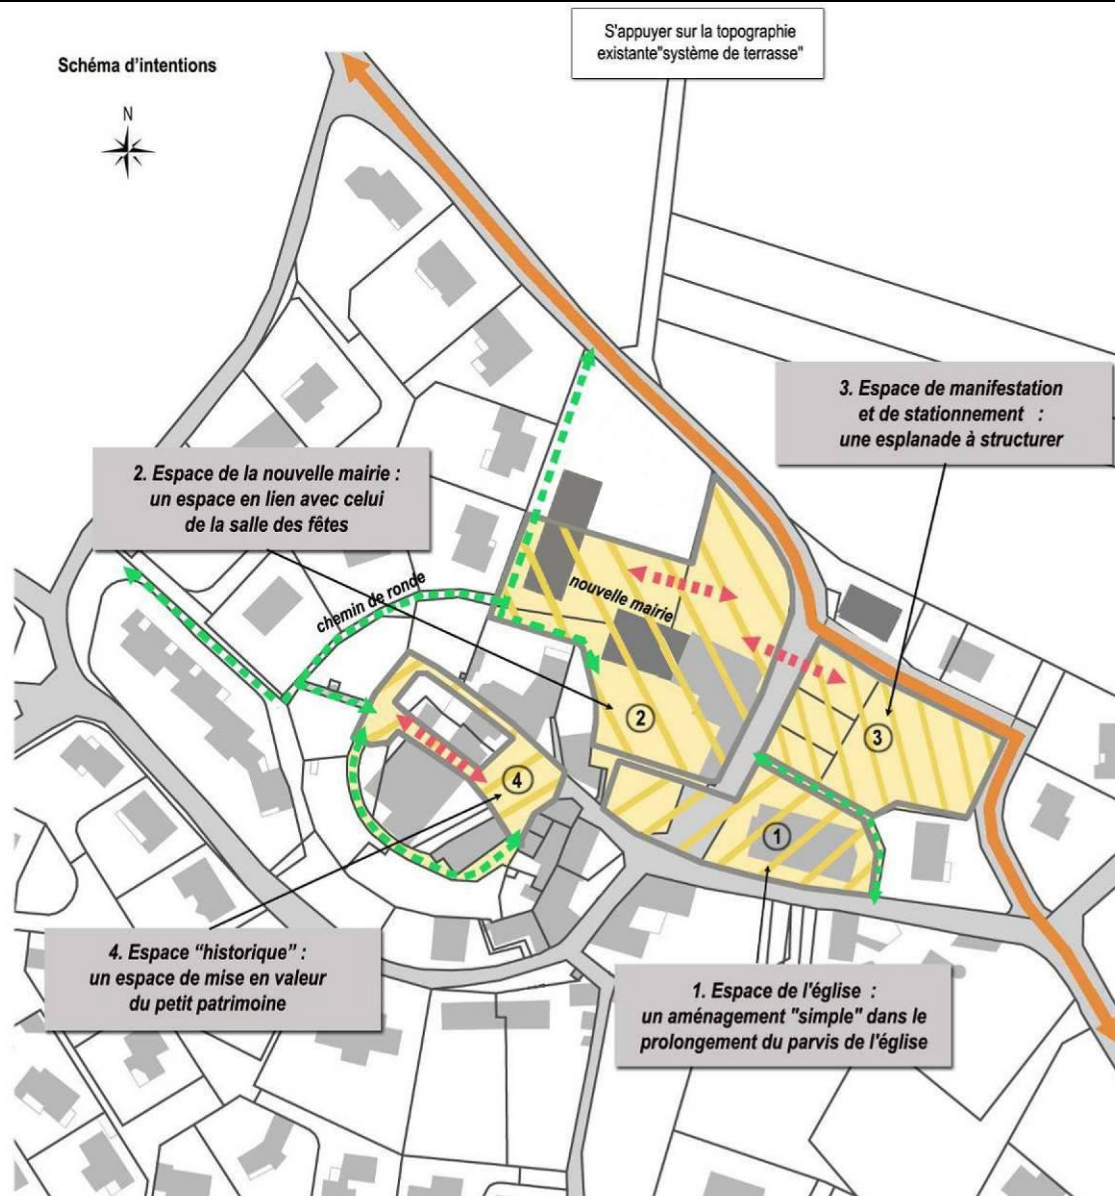 S'appuyer sur la topographie
existante"système de terrasse"
Schéma d'intentions
N
3. Espace de manifestation
et de stationnement :
une esplanade à structurer
2. Espace de la nouvelle mairie :
un espace en lien avec celui
de la salle des fêtes
chemin de ronde
nouvelle mairie
2
3
4
1
4. Espace “historique” :
un espace de mise en valeur
du petit patrimoine
1. Espace de l'église :
un aménagement "simple" dans le
prolongement du parvis de l'église